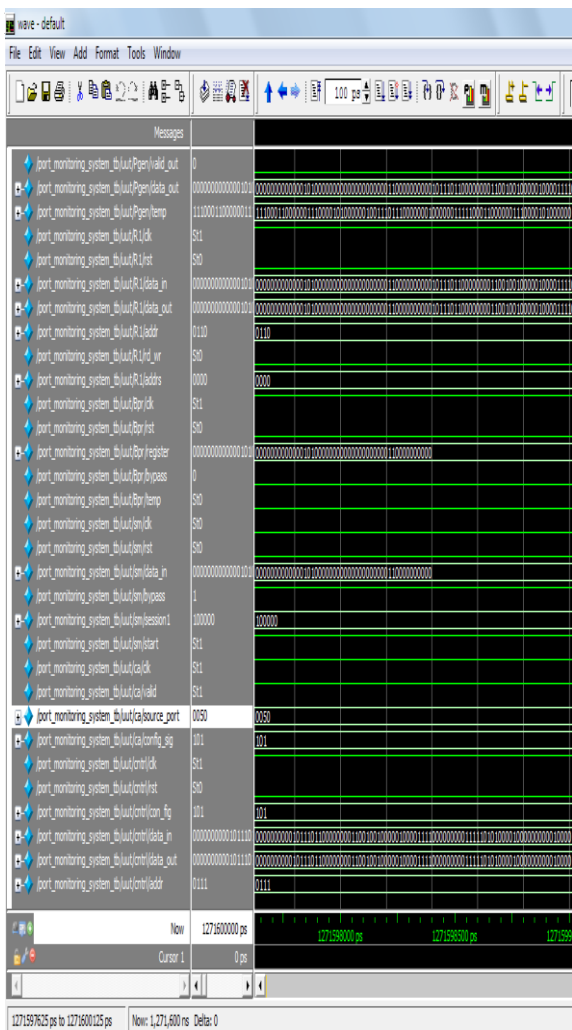 wave - default
File Edit View Add Format Tools Window
100 ps
Messages
/port_monitoring_system_tb/uut/Pgen/valid_out 0
/port_monitoring_system_tb/uut/Pgen/data_out
/port_monitoring_system_tb/uut/Pgen/temp
/port_monitoring_system_tb/uut/R1/clk St1
/port_monitoring_system_tb/uut/R1/rst St0
/port_monitoring_system_tb/uut/R1/data_in
/port_monitoring_system_tb/uut/R1/data_out
/port_monitoring_system_tb/uut/R1/addr 0110 0110
/port_monitoring_system_tb/uut/R1/rd_wr St0
/port_monitoring_system_tb/uut/R1/addrs 0000 0000
/port_monitoring_system_tb/uut/Bpr/clk St1
/port_monitoring_system_tb/uut/Bpr/rst St0
/port_monitoring_system_tb/uut/Bpr/register
/port_monitoring_system_tb/uut/Bpr/bypass 0
/port_monitoring_system_tb/uut/Bpr/temp St0
/port_monitoring_system_tb/uut/sm/clk St0
/port_monitoring_system_tb/uut/sm/rst St0
/port_monitoring_system_tb/uut/sm/data_in
/port_monitoring_system_tb/uut/sm/bypass 1
/port_monitoring_system_tb/uut/sm/session1 100000 100000
/port_monitoring_system_tb/uut/sm/start St1
/port_monitoring_system_tb/uut/ca/clk St1
/port_monitoring_system_tb/uut/ca/valid St1
/port_monitoring_system_tb/uut/ca/source_port 0050 0050
/port_monitoring_system_tb/uut/ca/config_sig 101 101
/port_monitoring_system_tb/uut/cntrl/clk St1
/port_monitoring_system_tb/uut/cntrl/rst St0
/port_monitoring_system_tb/uut/cntrl/con_fig 101 101
/port_monitoring_system_tb/uut/cntrl/data_in
/port_monitoring_system_tb/uut/cntrl/data_out
/port_monitoring_system_tb/uut/cntrl/addr 0111 0111
Now 1271600000 ps 1271598000 ps 1271598500 ps 1271599
Cursor 1 0 ps
1271597625 ps to 1271600125 ps Now: 1,271,600 ns Delta: 0